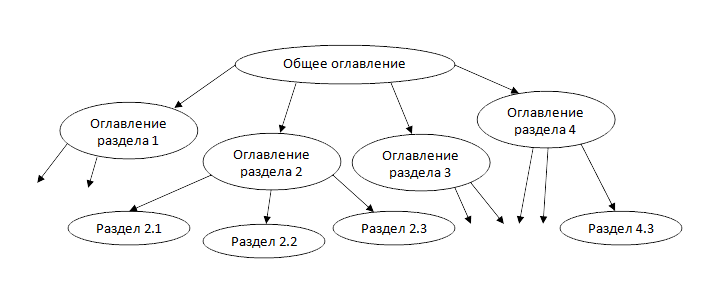 Общее оглавление
Оглавление
раздела 1
Оглавление
раздела 2
Оглавление
раздела 3
Оглавление
раздела 4
Раздел 2.1
Раздел 2.2
Раздел 2.3
Раздел 4.3